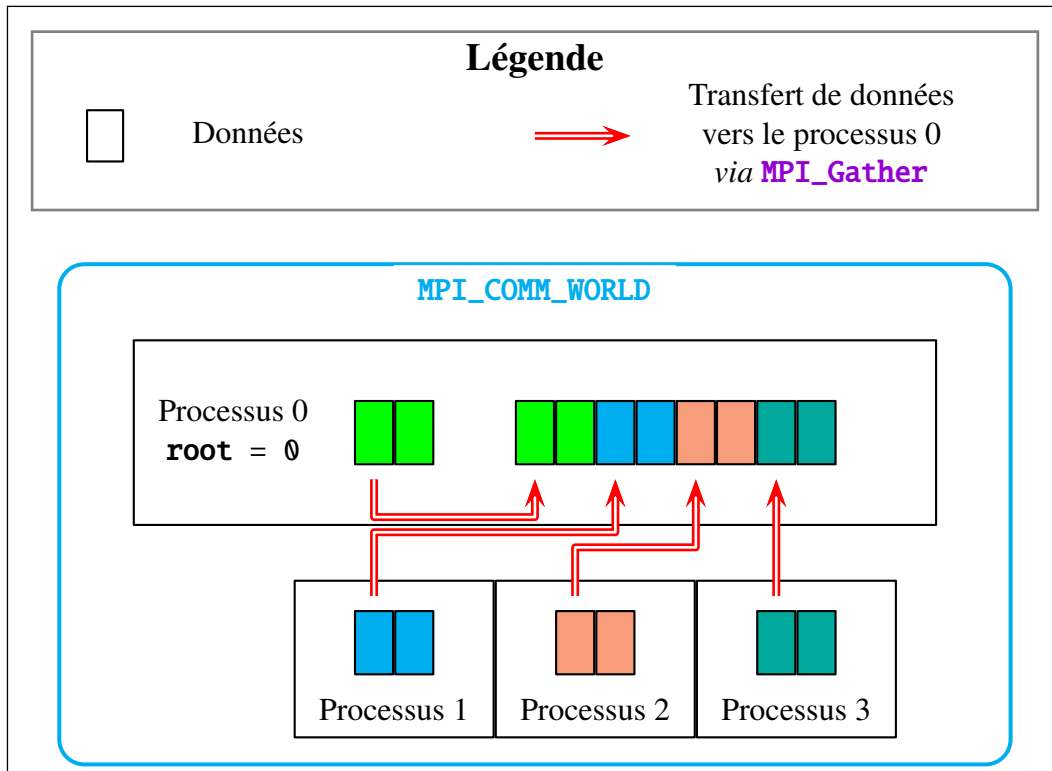 Légende
Données
Transfert de données
vers le processus 0
via MPI_Gather
MPI_COMM_WORLD
Processus 0
root = 0
Processus 1
Processus 2
Processus 3